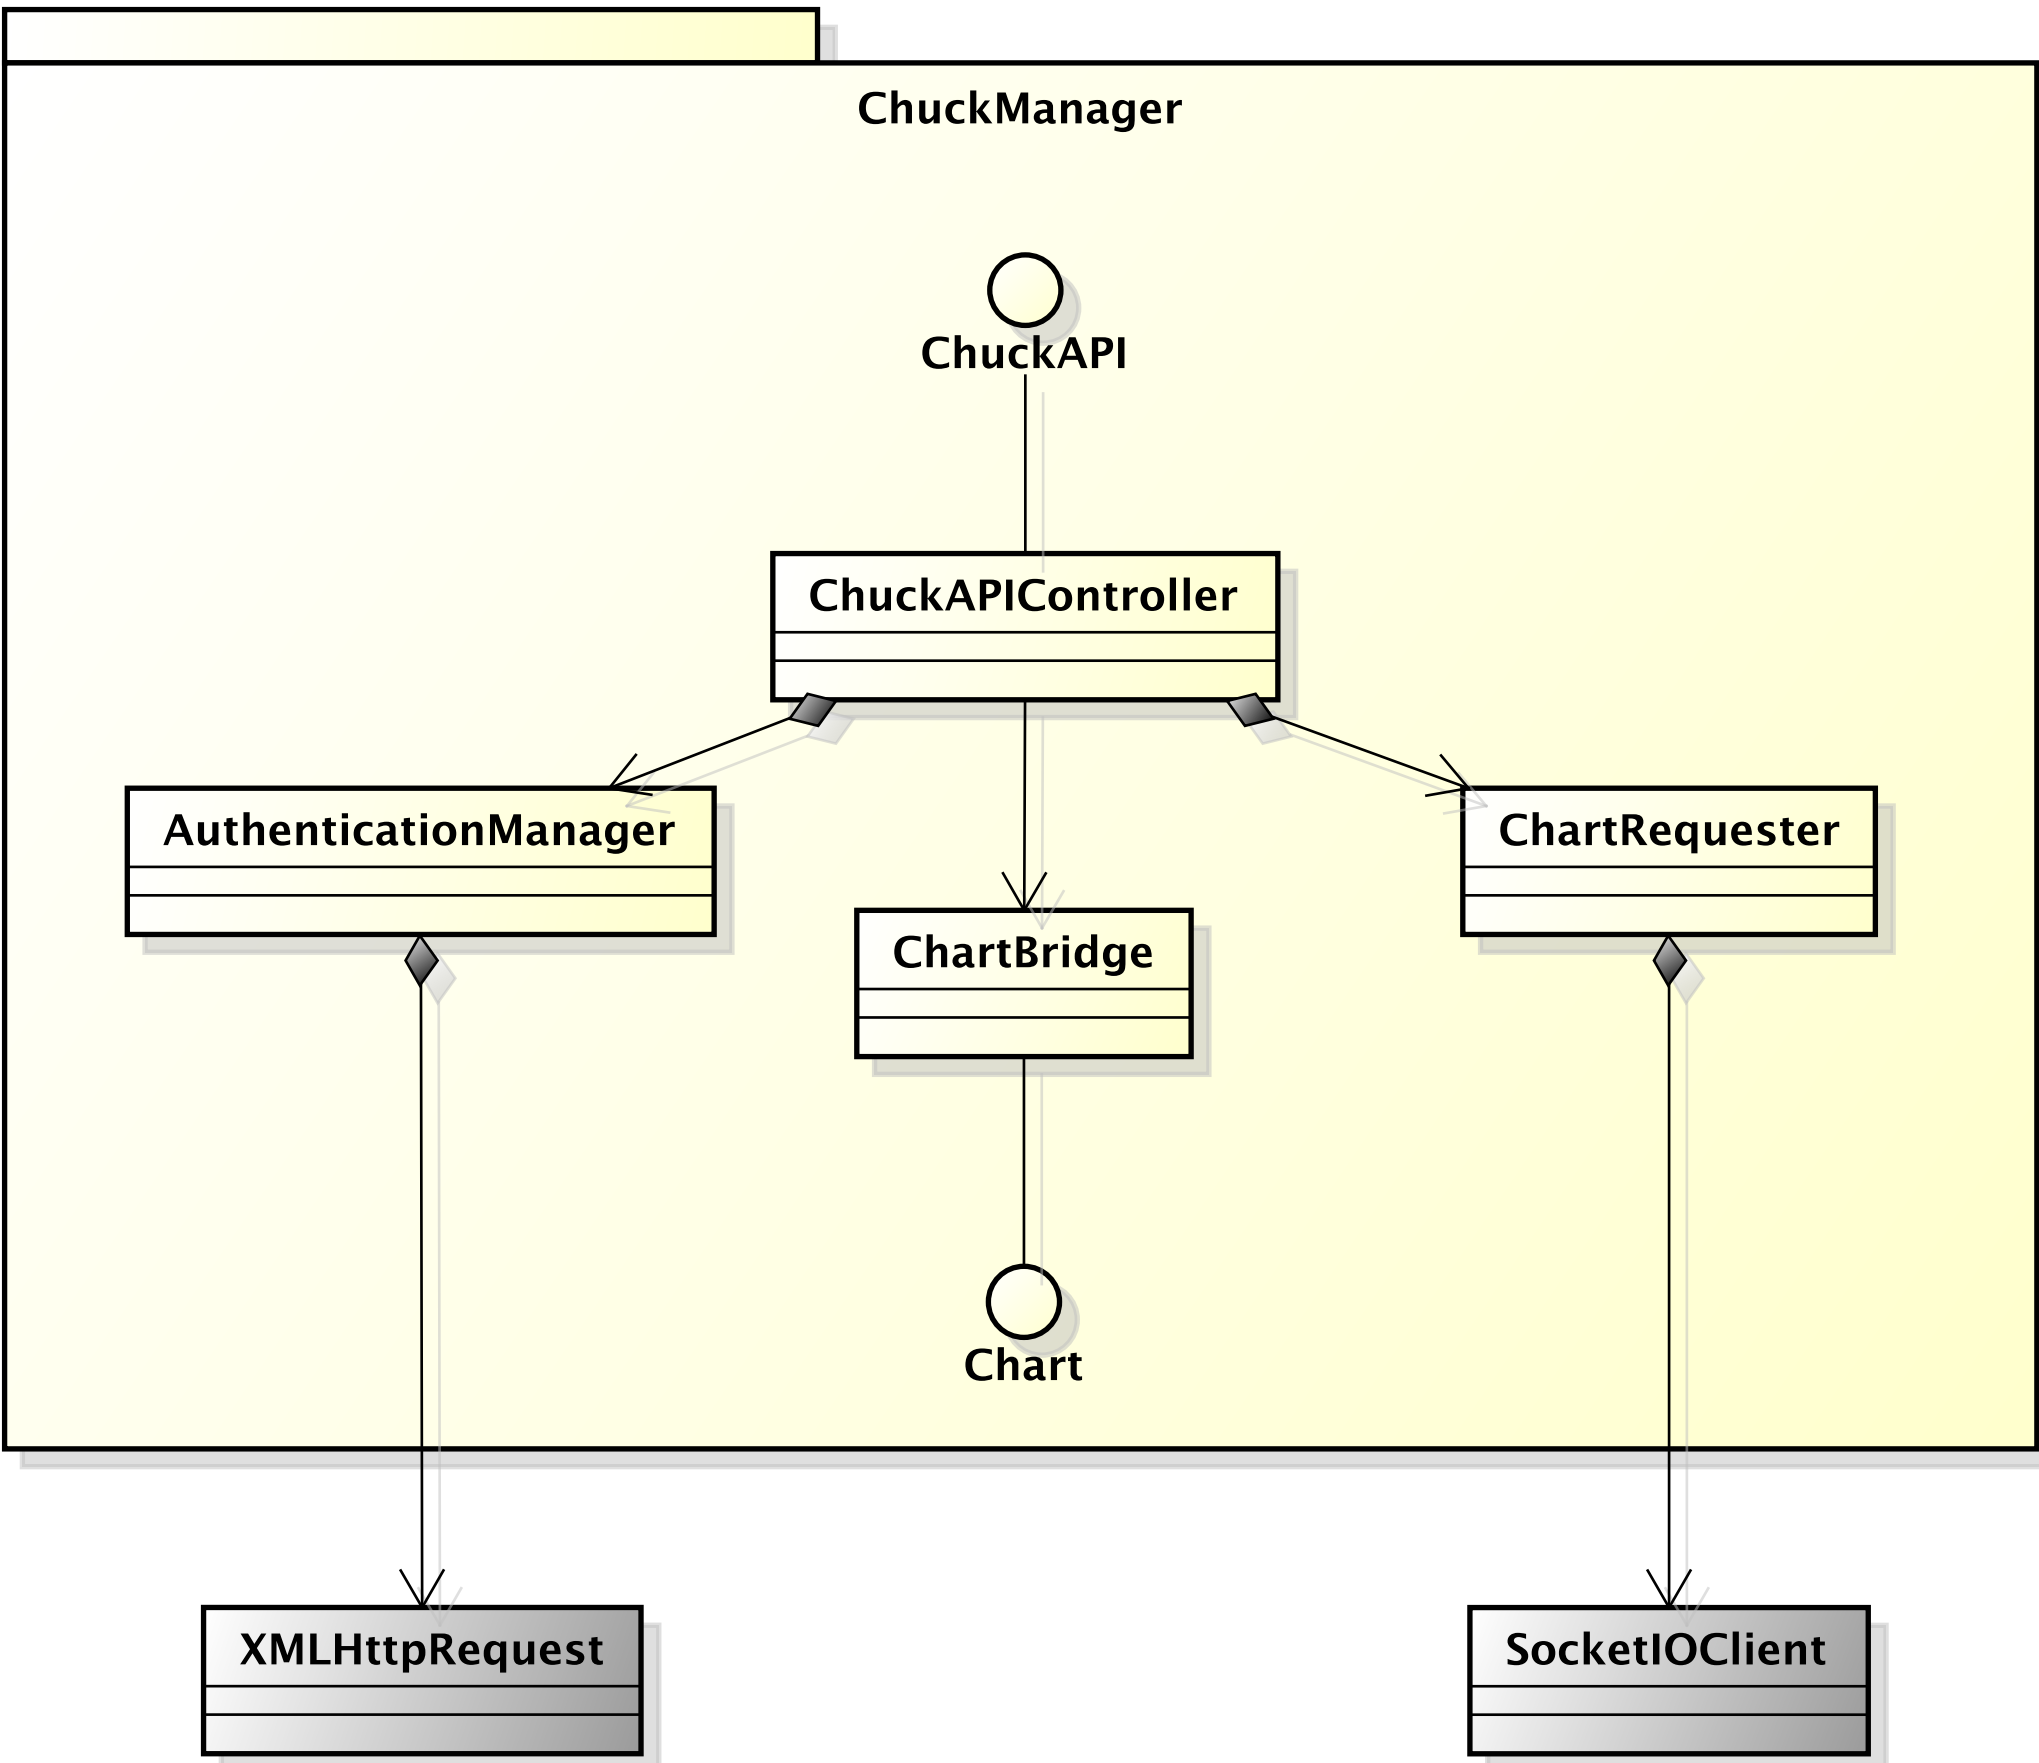 ChuckManager
ChuckAPI
ChuckAPIController
AuthenticationManager
ChartRequester
ChartBridge
Chart
XMLHttpRequest
SocketIOClient